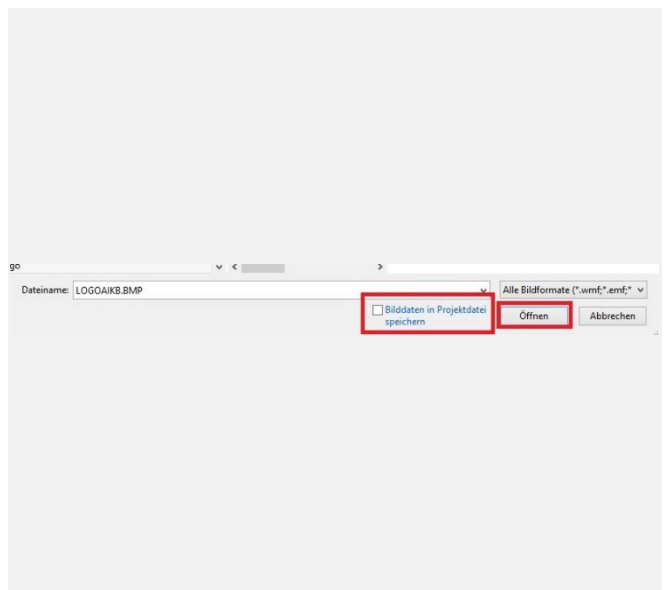 go
Dateiname: LOGOAIKB.BMP Alle Bildformate (*.wmf;*.emf;*
Bilddaten in Projektdatei
speichern
Öffnen Abbrechen